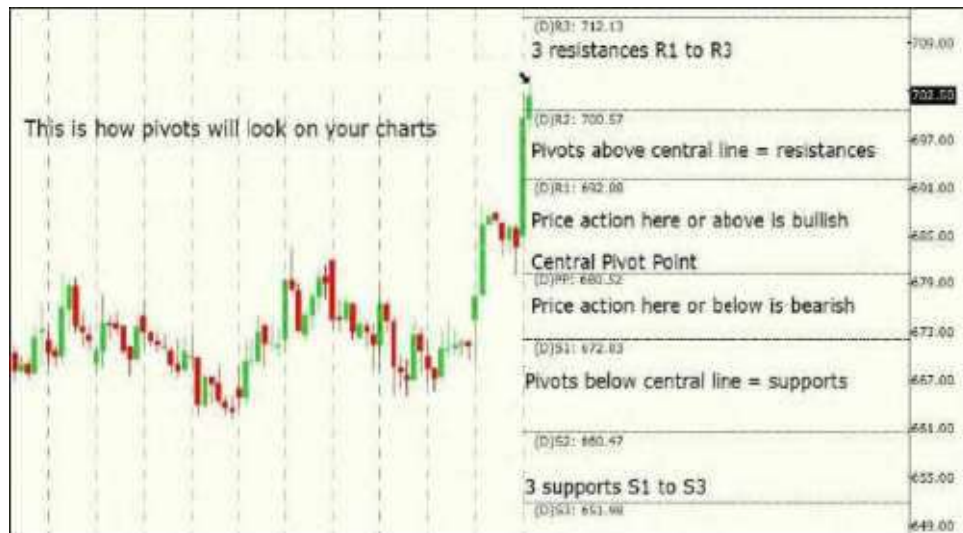 (D)R3: 712.13
709.00
3 resistances R1 to R3
702.50
(D)R2: 700.57
This is how pivots will look on your charts
697.00
Pivots above central line = resistances
(D)R1: 692.08
691.00
Price action here or above is bullish
685.00
Central Pivot Point
(D)PP: 680.52
679.00
Price action here or below is bearish
673.00
(D)S1: 672.03
Pivots below central line = supports
667.00
661.00
(D)S2: 660.47
3 supports S1 to S3
655.00
(D)S3: 651.98
649.00